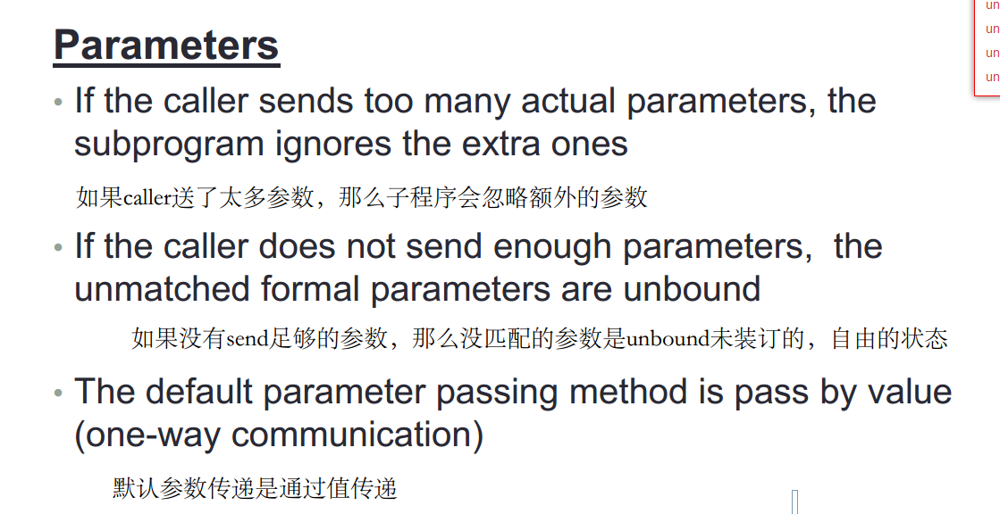 Parameters
• If the caller sends too many actual parameters, the
subprogram ignores the extra ones
如果caller送了太多参数，那么子程序会忽略额外的参数
• If the caller does not send enough parameters,  the
unmatched formal parameters are unbound
如果没有send足够的参数，那么没匹配的参数是unbound未装订的，自由的状态
• The default parameter passing method is pass by value
(one-way communication)
默认参数传递是通过值传递
un
un
un
un